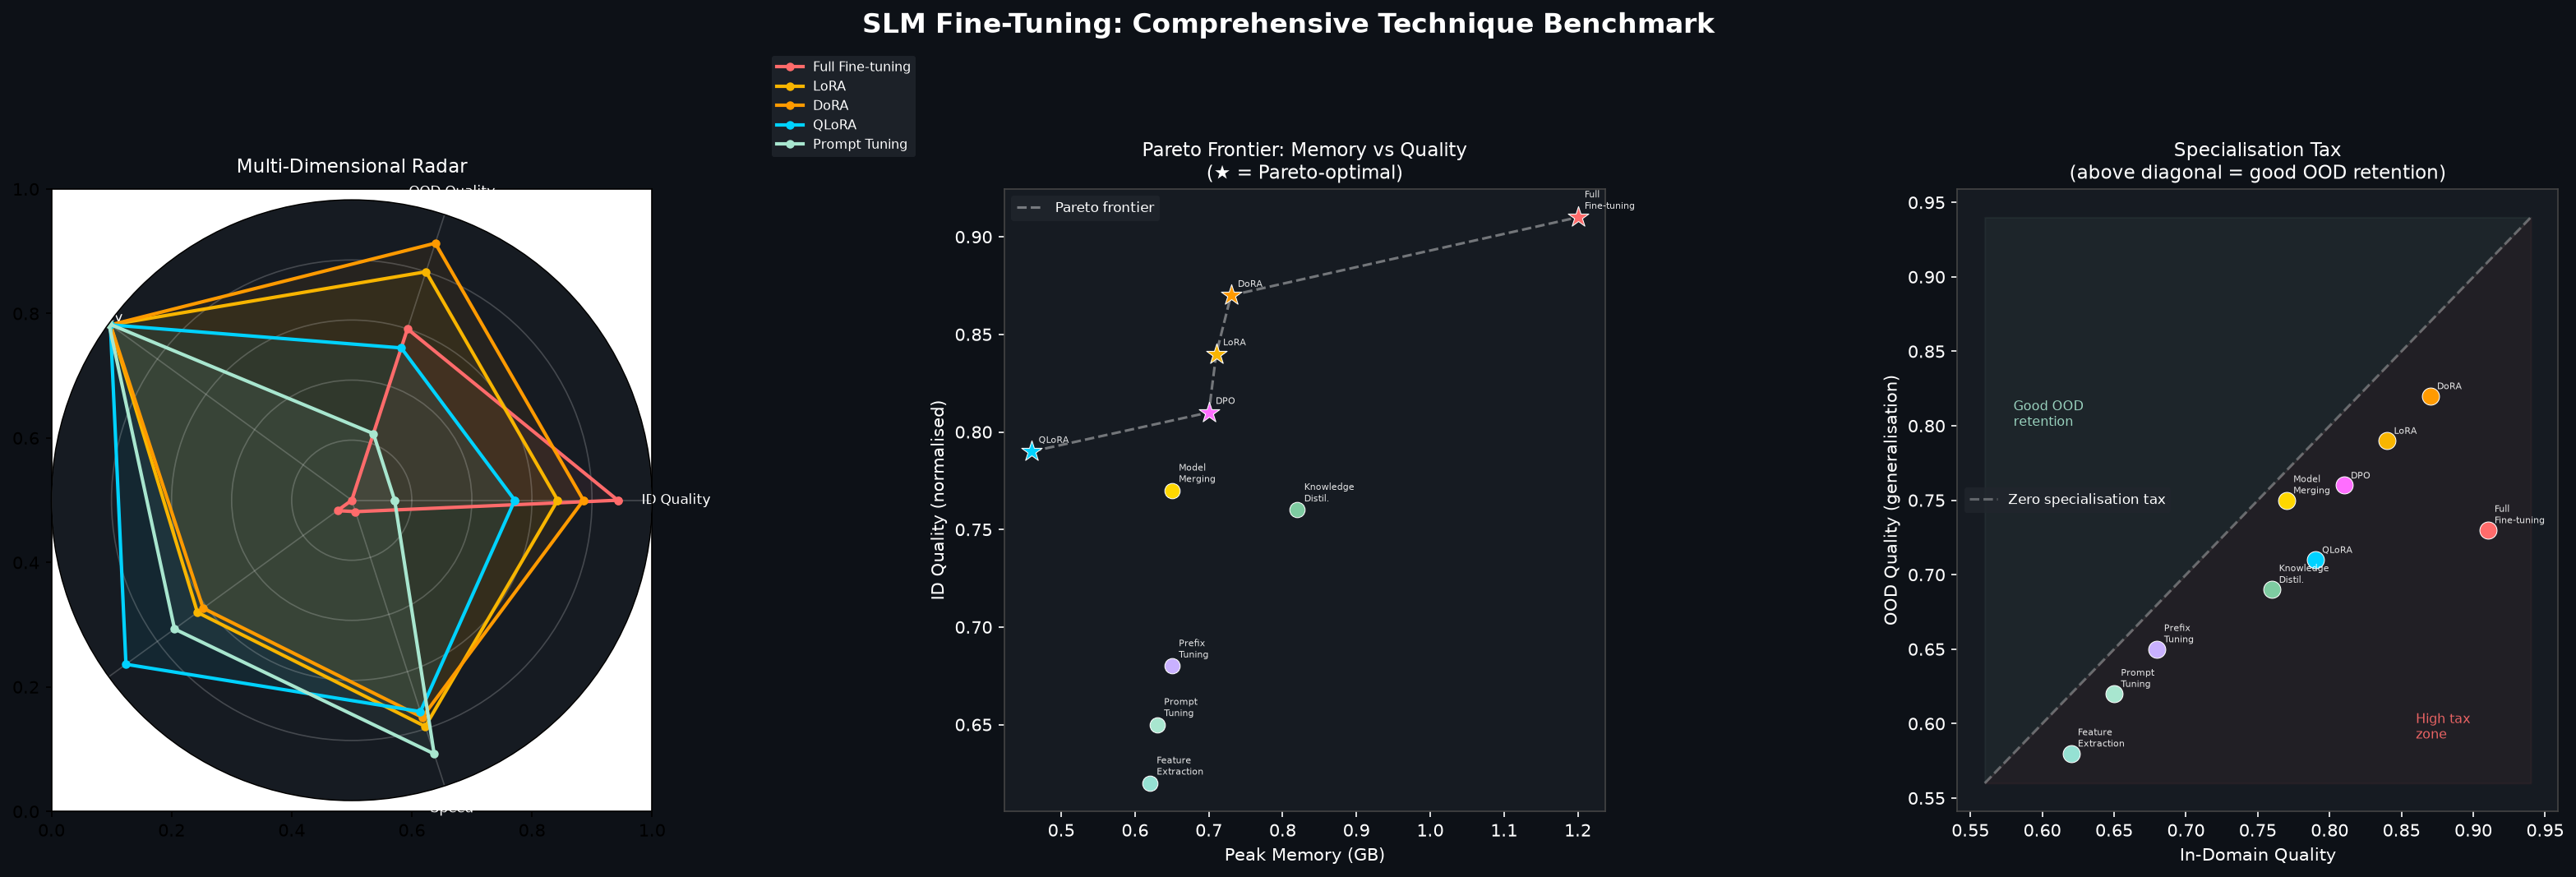 SLM Fine-Tuning: Comprehensive Technique Benchmark
Full Fine-tuning
LoRA
DoRA
QLoRA
Prompt Tuning
Multi-Dimensional Radar
1.0
0.8
0.6
0.4
0.2
0.0
0.0
0.2
0.4
0.6
0.8
1.0
OOD Quality
y
ID Quality
Speed
Pareto Frontier: Memory vs Quality
(★ = Pareto-optimal)
Pareto frontier
ID Quality (normalised)
0.90
0.85
0.80
0.75
0.70
0.65
Full
Fine-tuning
DoRA
LoRA
DPO
QLoRA
Model
Merging
Knowledge
Distil.
Prefix
Tuning
Prompt
Tuning
Feature
Extraction
0.5
0.6
0.7
0.8
0.9
1.0
1.1
1.2
Peak Memory (GB)
Specialisation Tax
(above diagonal = good OOD retention)
OOD Quality (generalisation)
0.95
0.90
0.85
0.80
0.75
0.70
0.65
0.60
0.55
Good OOD
retention
Zero specialisation tax
DoRA
LoRA
Model
Merging
DPO
Full
Fine-tuning
QLoRA
Knowledge
Distil.
Prefix
Tuning
Prompt
Tuning
Feature
Extraction
High tax
zone
0.55
0.60
0.65
0.70
0.75
0.80
0.85
0.90
0.95
In-Domain Quality